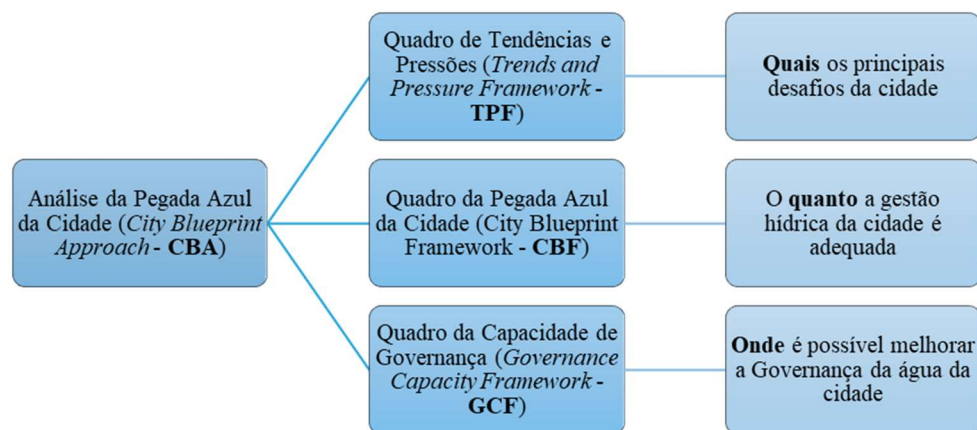 Análise da Pegada Azul
da Cidade (City Blueprint
Approach - CBA)
Quadro de Tendências e
Pressões (Trends and
Pressure Framework -
TPF)
Quais os principais
desafios da cidade
Quadro da Pegada Azul
da Cidade (City Blueprint
Framework - CBF)
O quanto a gestão
hídrica da cidade é
adequada
Quadro da Capacidade de
Governança (Governance
Capacity Framework -
GCF)
Onde é possível melhorar
a Governança da água da
cidade